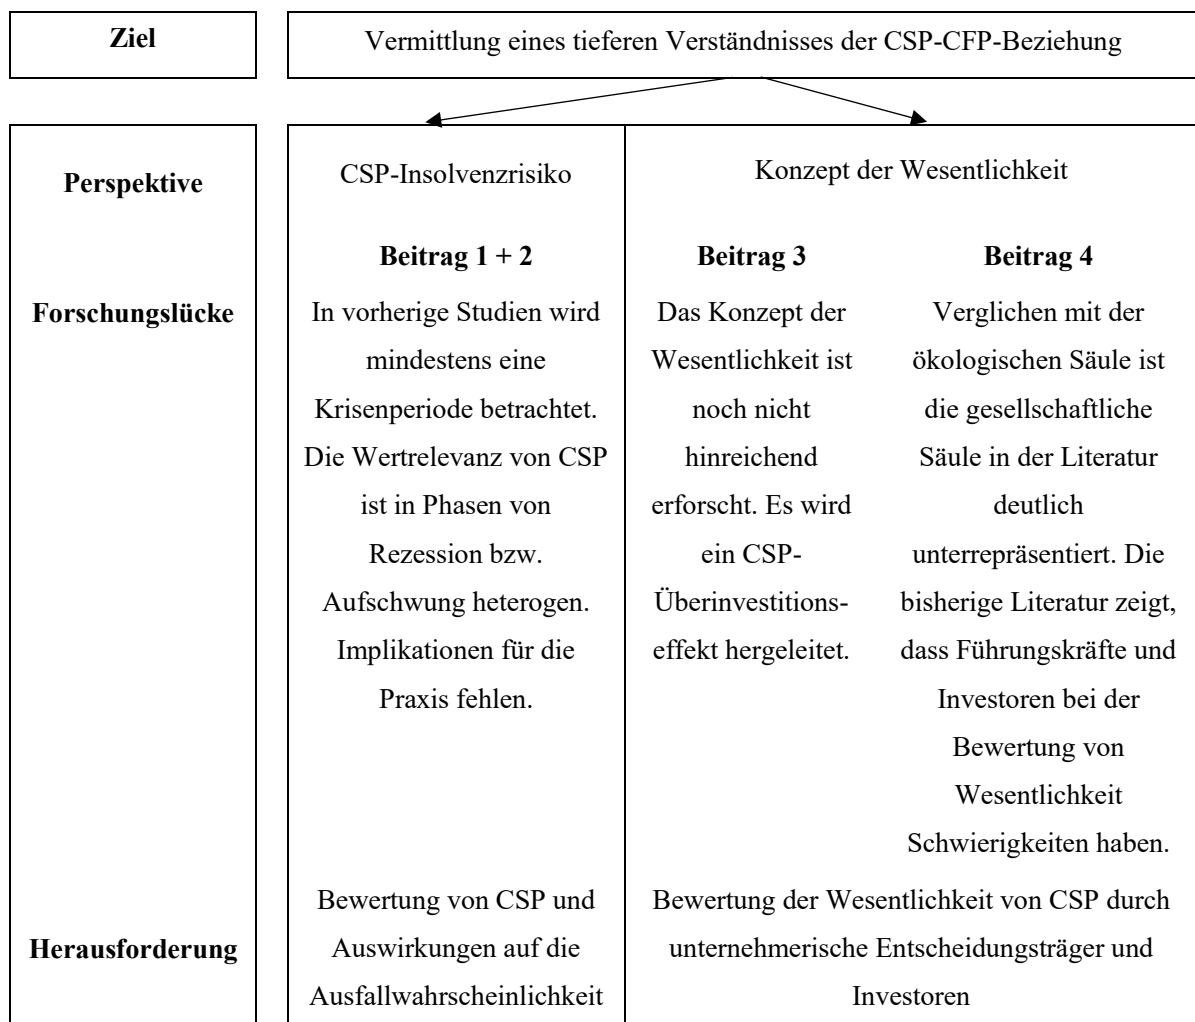 Ziel
Vermittlung eines tieferen Verständnisses der CSP-CFP-Beziehung
Perspektive
CSP-Insolvenzrisiko
Konzept der Wesentlichkeit
Forschungslücke
Beitrag 1 + 2
In vorherige Studien wird
mindestens eine
Krisenperiode betrachtet.
Die Wertrelevanz von CSP
ist in Phasen von
Rezession bzw.
Aufschwung heterogen.
Implikationen für die
Praxis fehlen.
Beitrag 3
Das Konzept der
Wesentlichkeit ist
noch nicht
hinreichend
erforscht. Es wird
ein CSP-
Überinvestitions-
effekt hergeleitet.
Beitrag 4
Verglichen mit der
ökologischen Säule ist
die gesellschaftliche
Säule in der Literatur
deutlich
unterrepräsentiert. Die
bisherige Literatur zeigt,
dass Führungskräfte und
Investoren bei der
Bewertung von
Wesentlichkeit
Schwierigkeiten haben.
Herausforderung
Bewertung von CSP und
Auswirkungen auf die
Ausfallwahrscheinlichkeit
Bewertung der Wesentlichkeit von CSP durch
unternehmerische Entscheidungsträger und
Investoren